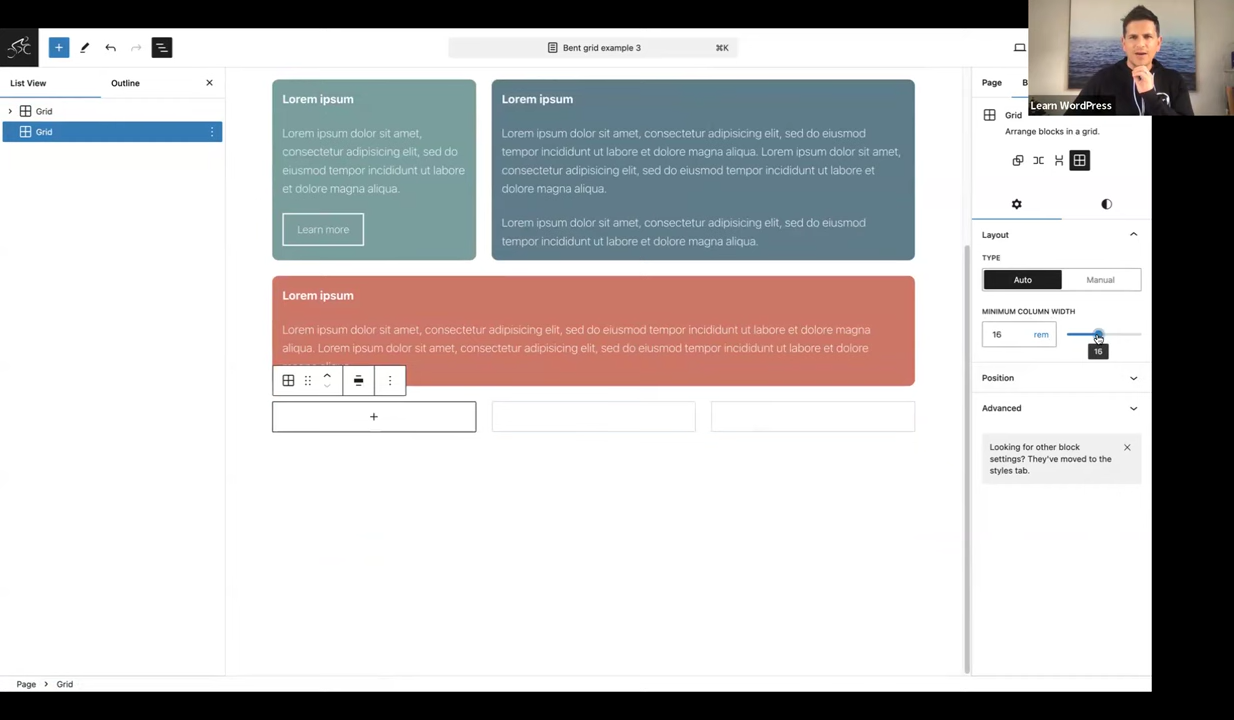 Bent grid example 3
⌘K
Learn WordPress
List View
Outline
Grid
Grid
Lorem ipsum
Lorem ipsum dolor sit amet,
consectetur adipisicing elit, sed do
eiusmod tempor incididunt ut labore
et dolore magna aliqua.
Learn more
Lorem ipsum
Lorem ipsum dolor sit amet, consectetur adipisicing elit, sed do eiusmod
tempor incididunt ut labore et dolore magna aliqua. Lorem ipsum dolor sit amet,
consectetur adipisicing elit, sed do eiusmod tempor incididunt ut labore et
dolore magna aliqua.
Lorem ipsum dolor sit amet, consectetur adipisicing elit, sed do eiusmod
tempor incididunt ut labore et dolore magna aliqua.
Lorem ipsum
Lorem ipsum dolor sit amet, consectetur adipisicing elit, sed do eiusmod tempor incididunt ut labore et dolore magna
aliqua. Lorem ipsum dolor sit amet, consectetur adipisicing elit, sed do eiusmod tempor incididunt ut labore et dolore
Page
Grid
Arrange blocks in a grid.
Layout
TYPE
Auto
Manual
MINIMUM COLUMN WIDTH
16
rem
16
Position
Advanced
Looking for other block
settings? They've moved to the
styles tab.
Page > Grid